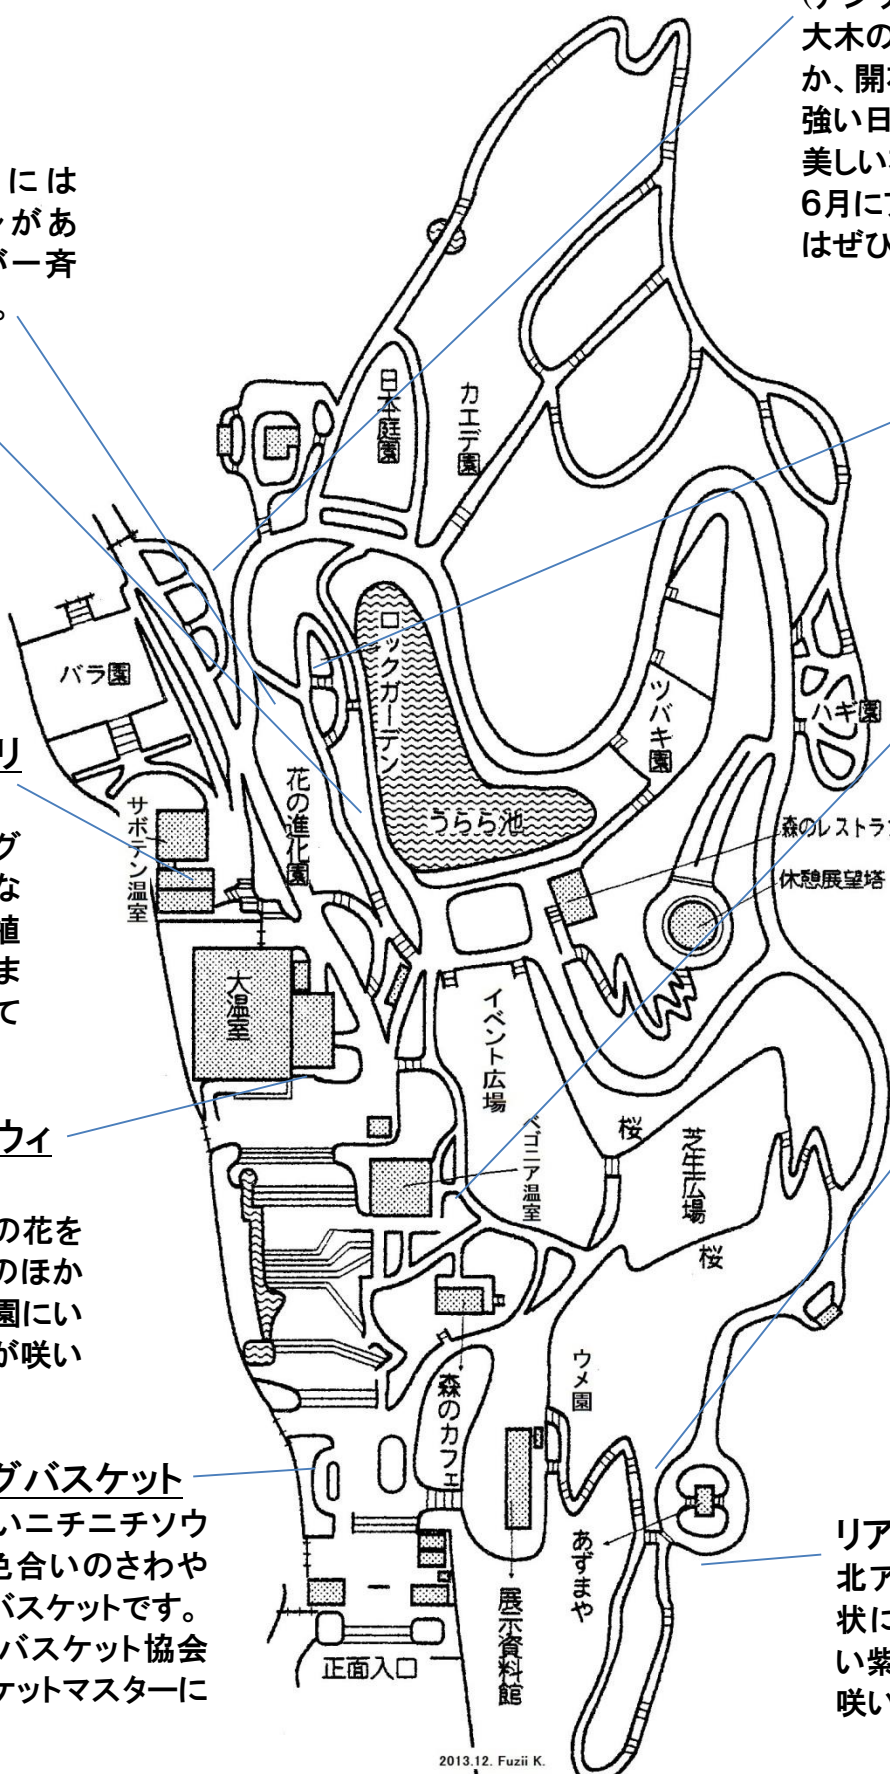 大木の
か、開花
強い日
美しい
6月に
はぜひ
には
があ
が一斉
。
日本庭園
カエデ園
ロックガーデン
うらら池
ツバキ園
ハギ園
バラ園
花の進化園
サボテン温室
森のレストラン
休憩展望塔
大温室
イベント広場
ベゴニア温室
桜
芝生広場
桜
ウメ園
森のカフェ
あずまや
展示資料館
正面入口
リ
グ
な
植
ま
て
ウィ
の花を
のほか
園にい
が咲い
グバスケット
いニチニチソウ
色合いのさわや
バスケットです。
バスケット協会
ケットマスターに
リア
北ア
状に
い紫
咲い
2013.12. Fuzii K.